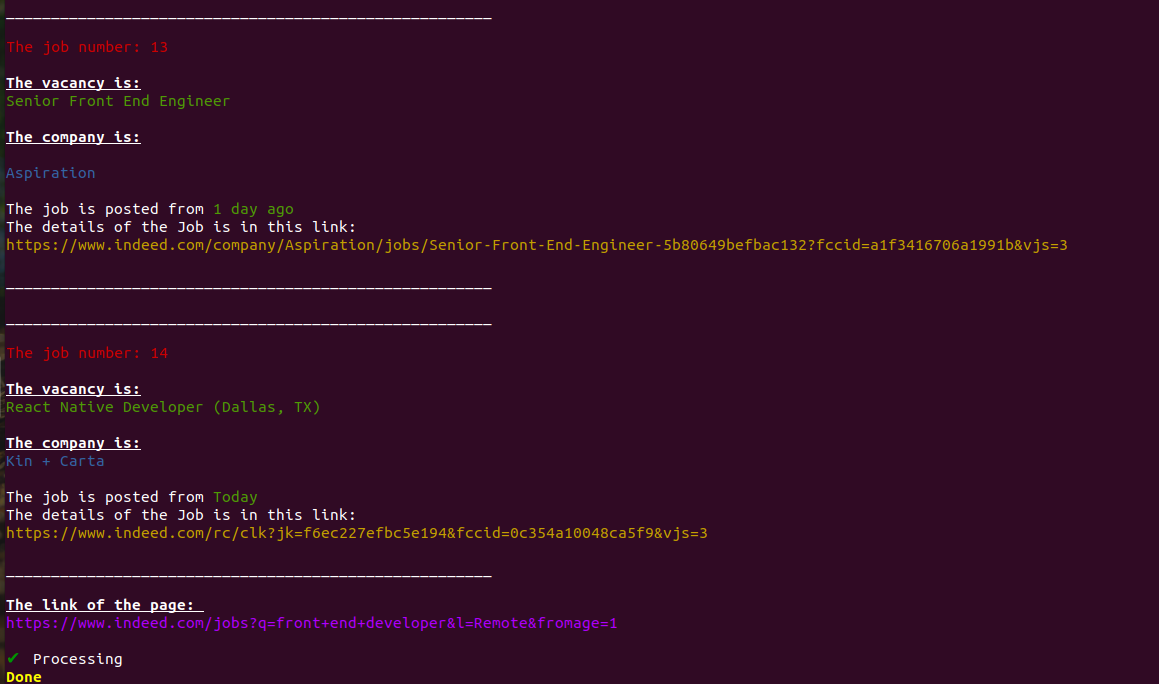 ______________________________________________________
The job number: 13
The vacancy is:
Senior Front End Engineer
The company is:
Aspiration
The job is posted from 1 day ago
The details of the Job is in this link:
https://www.indeed.com/company/Aspiration/jobs/Senior-Front-End-Engineer-5b80649befbac132?fccid=a1f3416706a1991b&vjs=3
______________________________________________________
______________________________________________________
The job number: 14
The vacancy is:
React Native Developer (Dallas, TX)
The company is:
Kin + Carta
The job is posted from Today
The details of the Job is in this link:
https://www.indeed.com/rc/clk?jk=f6ec227efbc5e194&fccid=0c354a10048ca5f9&vjs=3
______________________________________________________
The link of the page:
https://www.indeed.com/jobs?q=front+end+developer&l=Remote&fromage=1
✔ Processing
Done